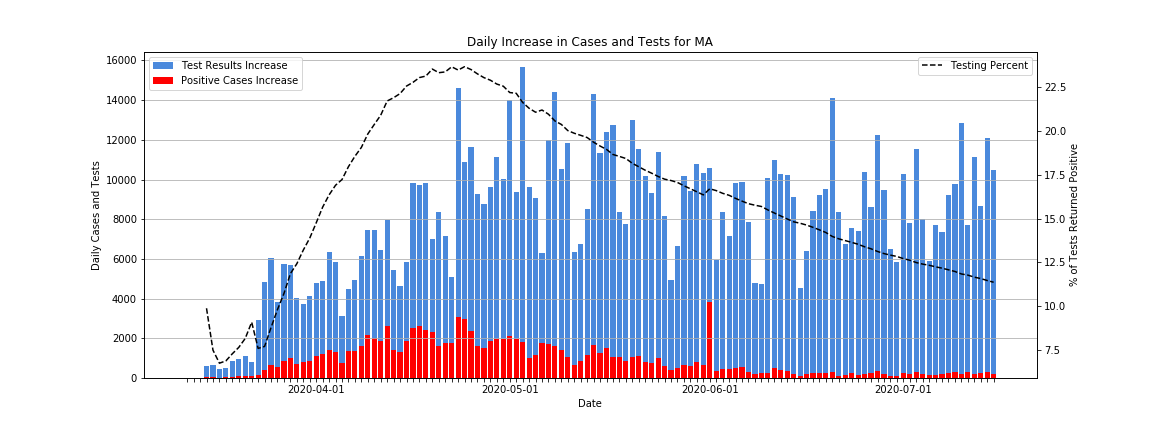 Daily Increase in Cases and Tests for MA
Test Results Increase
Positive Cases Increase
Testing Percent
16000
14000
12000
10000
8000
6000
4000
2000
0
Daily Cases and Tests
22.5
20.0
17.5
15.0
12.5
10.0
7.5
% of Tests Returned Positive
2020-04-01
2020-05-01
2020-06-01
2020-07-01
Date